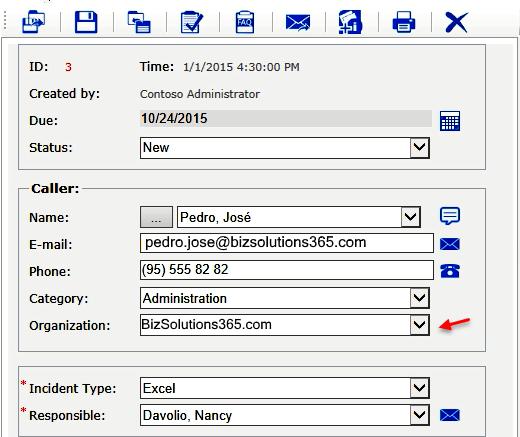 FAQ
ID: 3 Time: 1/1/2015 4:30:00 PM
Created by: Contoso Administrator
Due: 10/24/2015
Status: New
Caller:
Name: ... Pedro, José
E-mail: pedro.jose@bizsolutions365.com
Phone: (95) 555 82 82
Category: Administration
Organization: BizSolutions365.com
* Incident Type: Excel
* Responsible: Davolio, Nancy